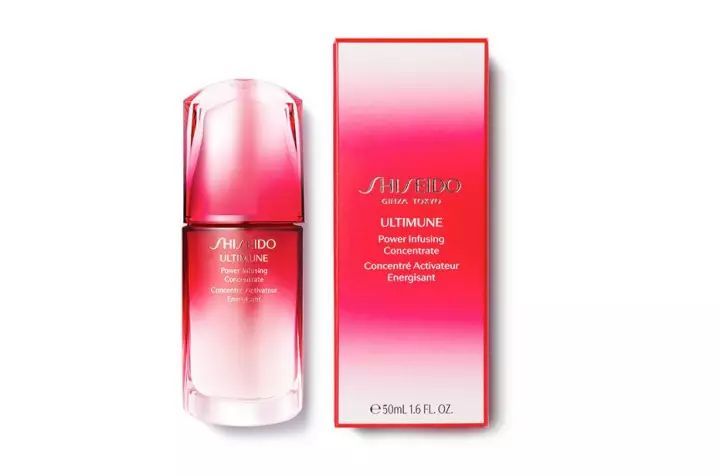 SHISEIDO
ULTIMUNE
Power Infusing
Concentrate
Concentré Activateur
Energisant
SHISEIDO
GINZA TOKYO
ULTIMUNE
Power Infusing
Concentrate
Concentré Activateur
Energisant
℮ 50mL 1.6 FL. OZ.